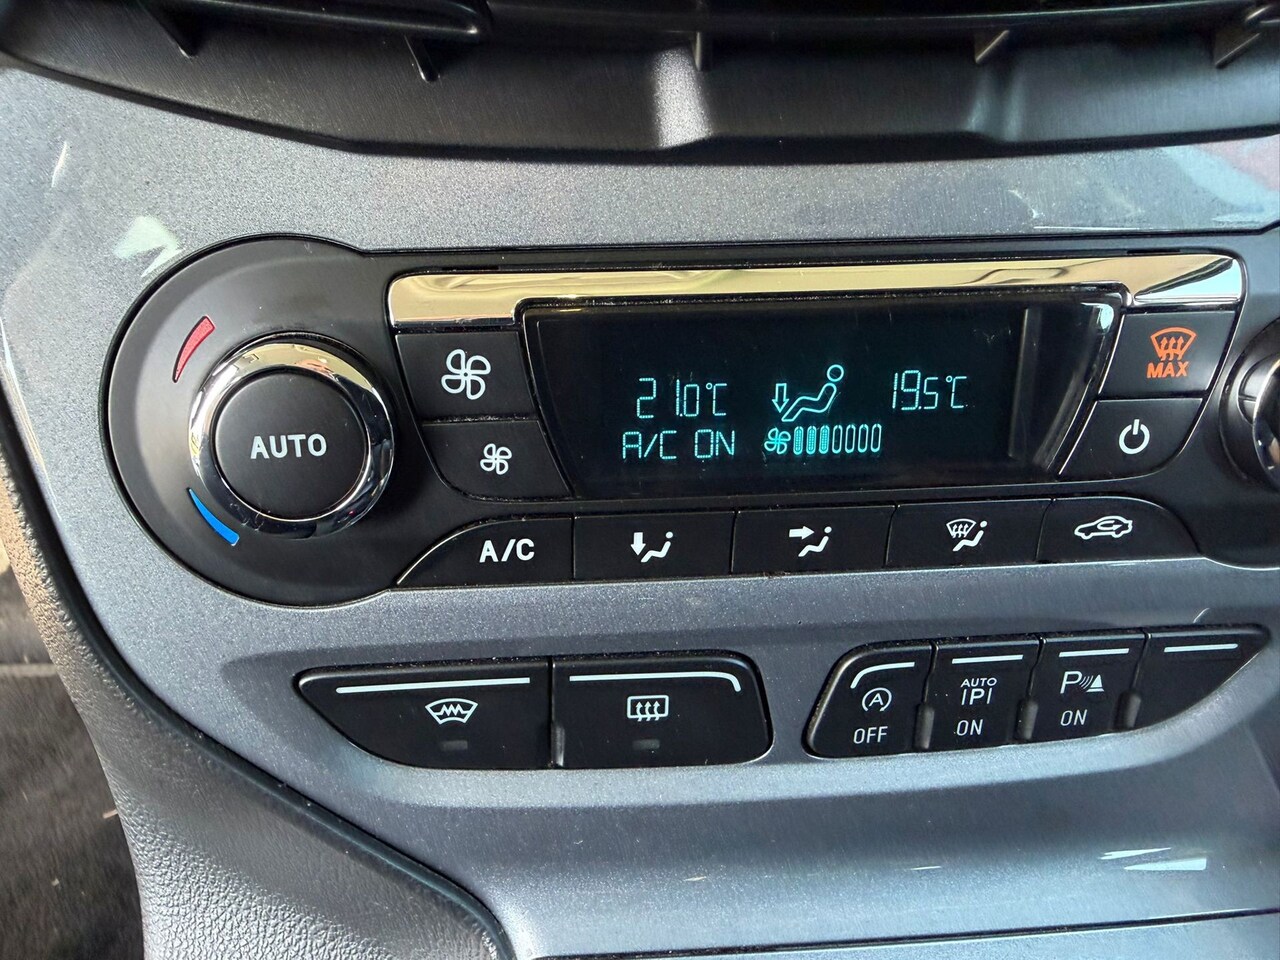 MAX
21.0°C 19.5°C
AUTO
A/C ON
A/C
AUTO
OFF
ON
P
ON